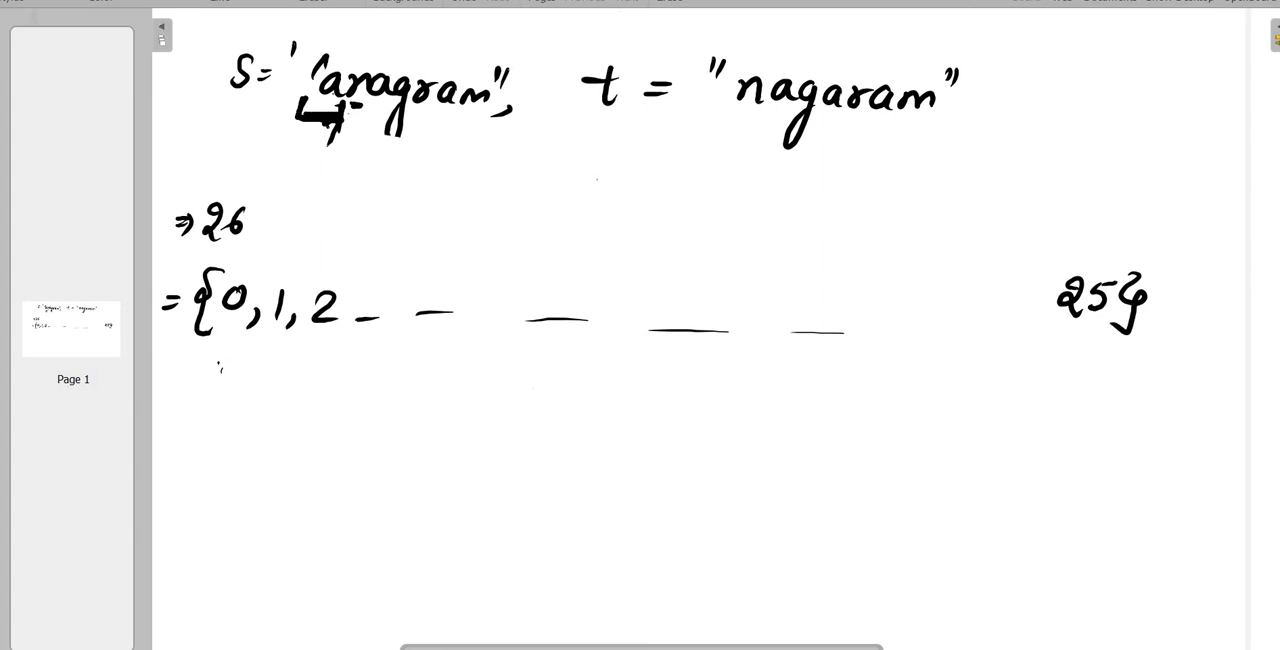 s= "anagram", t = "nagaram"
⇒ 26
= {0, 1, 2 _ _ _ _ _ 25}
Page 1